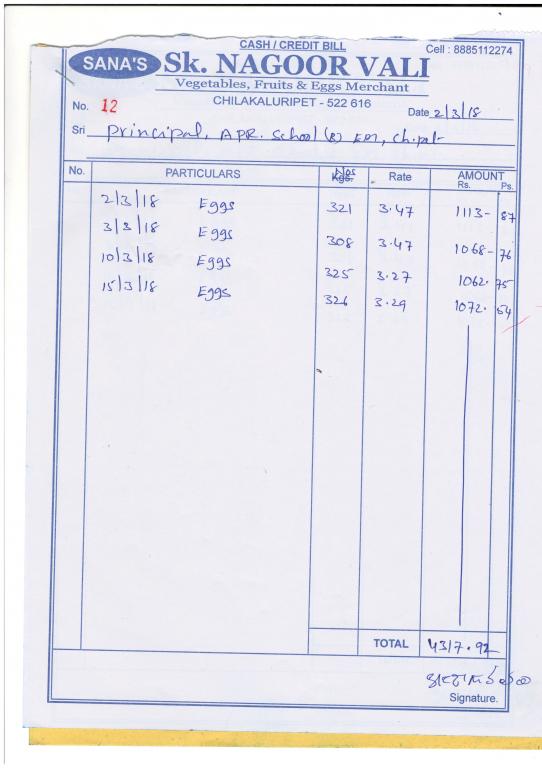 CASH / CREDIT BILL
Cell : 8885112274
SANA'S Sk. NAGOOR VALI
Vegetables, Fruits & Eggs Merchant
CHILAKALURIPET - 522 616
No. 12
Date 2/3/18
Sri Principal, APR. School (B) EM, Ch.pet
No. PARTICULARS Nos Kgs. Rate AMOUNT
Rs. Ps.
2/3/18 Eggs 321 3.47 1113- 87
3/3/18 Eggs 308 3.47 1068- 76
10/3/18 Eggs 325 3.27 1062. 75
15/3/18 Eggs 326 3.29 1072. 54
TOTAL 4317.92
Signature.